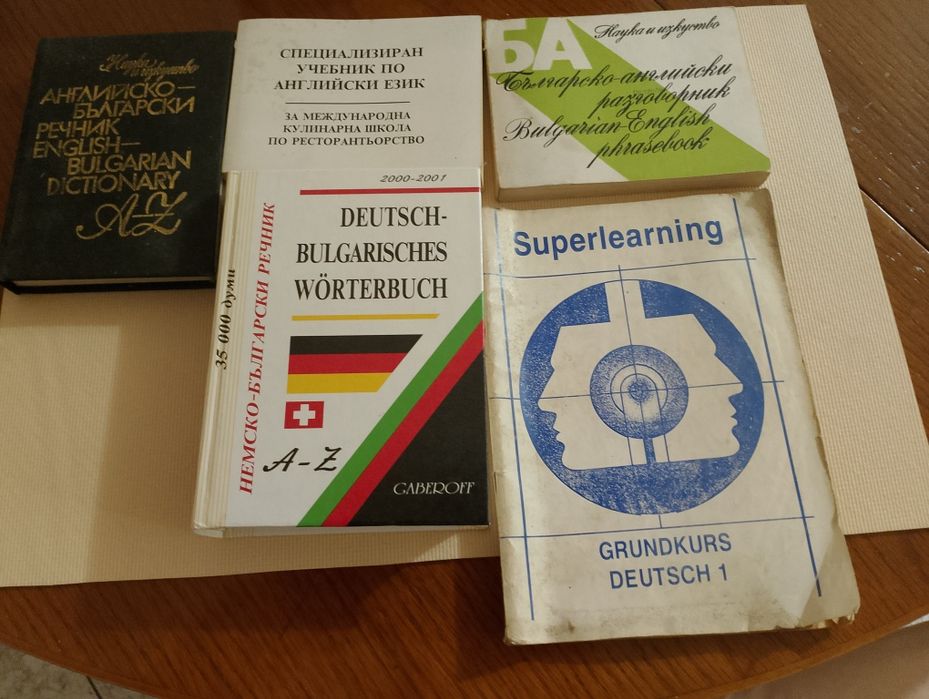 Наука
и изкуство
АНГЛИЙСКО—
БЪЛГАРСКИ
РЕЧНИК
ENGLISH—
BULGARIAN
DICTIONARY
A-Z
СПЕЦИАЛИЗИРАН
УЧЕБНИК ПО
АНГЛИЙСКИ ЕЗИК
ЗА МЕЖДУНАРОДНА
КУЛИНАРНА ШКОЛА
ПО РЕСТОРАНТЬОРСТВО
БА
Наука и изкуство
Българско-английски
разговорник
Bulgarian-English
phrasebook
35 000 думи
НЕМСКО-БЪЛГАРСКИ РЕЧНИК
2000-2001
DEUTSCH-
BULGARISCHES
WÖRTERBUCH
A-Z
GABEROFF
Superlearning
GRUNDKURS
DEUTSCH 1